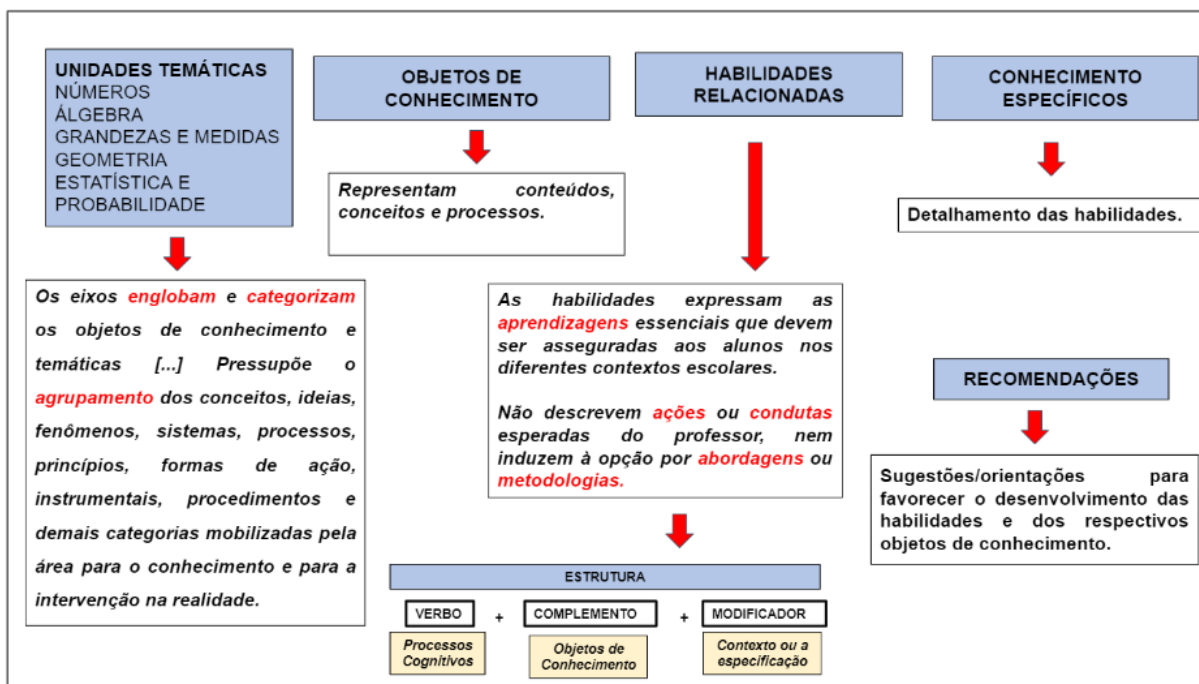 UNIDADES TEMÁTICAS
NÚMEROS
ÁLGEBRA
GRANDEZAS E MEDIDAS
GEOMETRIA
ESTATÍSTICA E
PROBABILIDADE
Os eixos englobam e categorizam
os objetos de conhecimento e
temáticas [...] Pressupõe o
agrupamento dos conceitos, ideias,
fenômenos, sistemas, processos,
princípios, formas de ação,
instrumentais, procedimentos e
demais categorias mobilizadas pela
área para o conhecimento e para a
intervenção na realidade.
OBJETOS DE
CONHECIMENTO
Representam conteúdos,
conceitos e processos.
HABILIDADES
RELACIONADAS
As habilidades expressam as
aprendizagens essenciais que devem
ser asseguradas aos alunos nos
diferentes contextos escolares.
Não descrevem ações ou condutas
esperadas do professor, nem
induzem à opção por abordagens ou
metodologias.
ESTRUTURA
VERBO + COMPLEMENTO + MODIFICADOR
Processos
Cognitivos
Objetos de
Conhecimento
Contexto ou a
especificação
CONHECIMENTO
ESPECÍFICOS
Detalhamento das habilidades.
RECOMENDAÇÕES
Sugestões/orientações para
favorecer o desenvolvimento das
habilidades e dos respectivos
objetos de conhecimento.